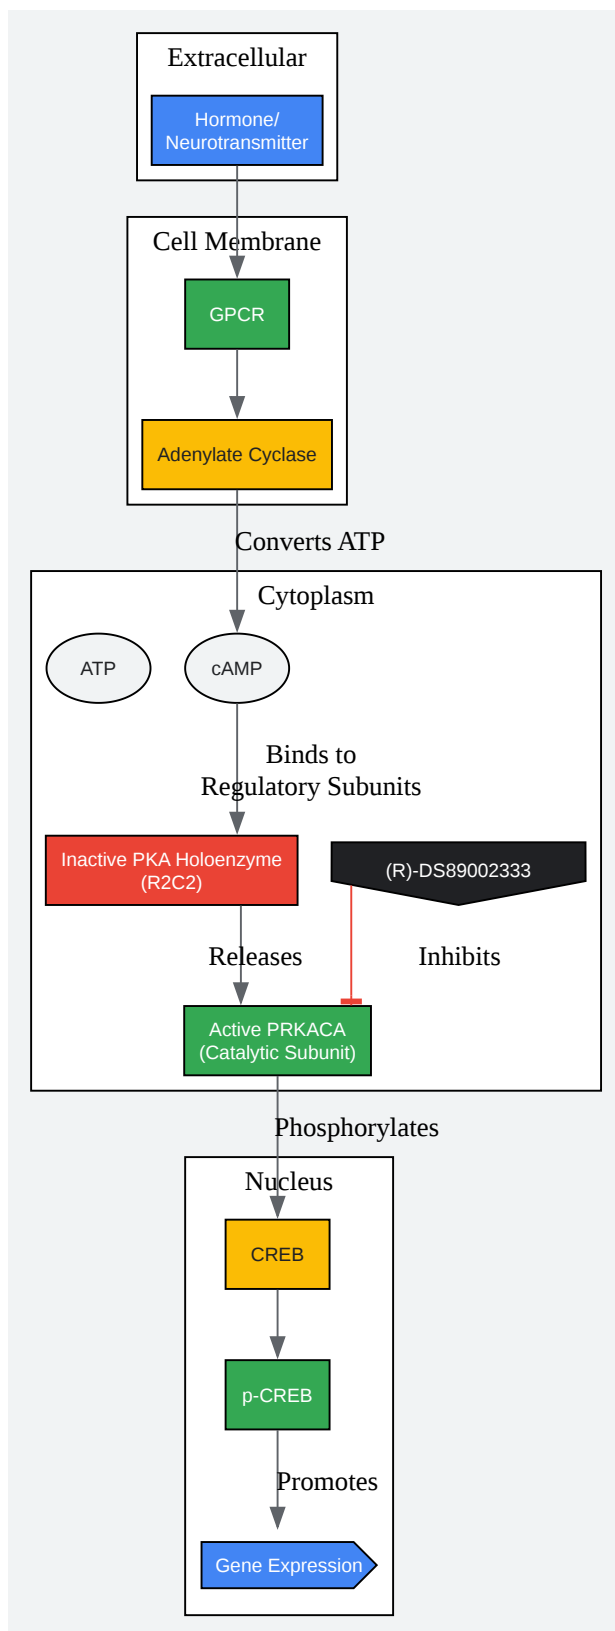 Extracellular
Hormone/
Neurotransmitter
Cell Membrane
GPCR
Adenylate Cyclase
Converts ATP
Cytoplasm
ATP
cAMP
Binds to
Regulatory Subunits
Inactive PKA Holoenzyme
(R2C2)
(R)-DS89002333
Releases
Inhibits
Active PRKACA
(Catalytic Subunit)
Phosphorylates
Nucleus
CREB
p-CREB
Promotes
Gene Expression